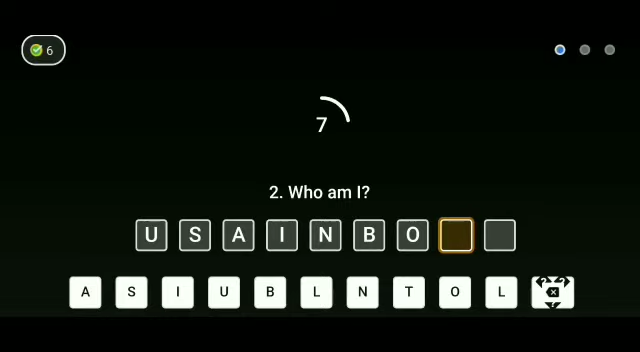 6
7
2. Who am I?
U S A I N B O
A S I U B L N T O L